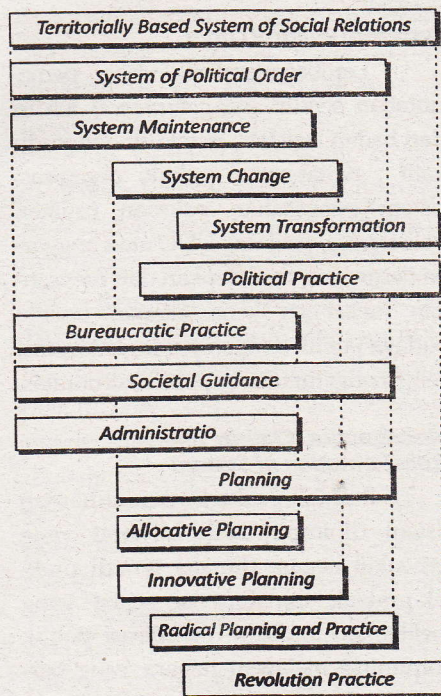 Territorially Based System of Social Relations
System of Political Order
System Maintenance
System Change
System Transformation
Political Practice
Bureaucratic Practice
Societal Guidance
Administratio
Planning
Allocative Planning
Innovative Planning
Radical Planning and Practice
Revolution Practice